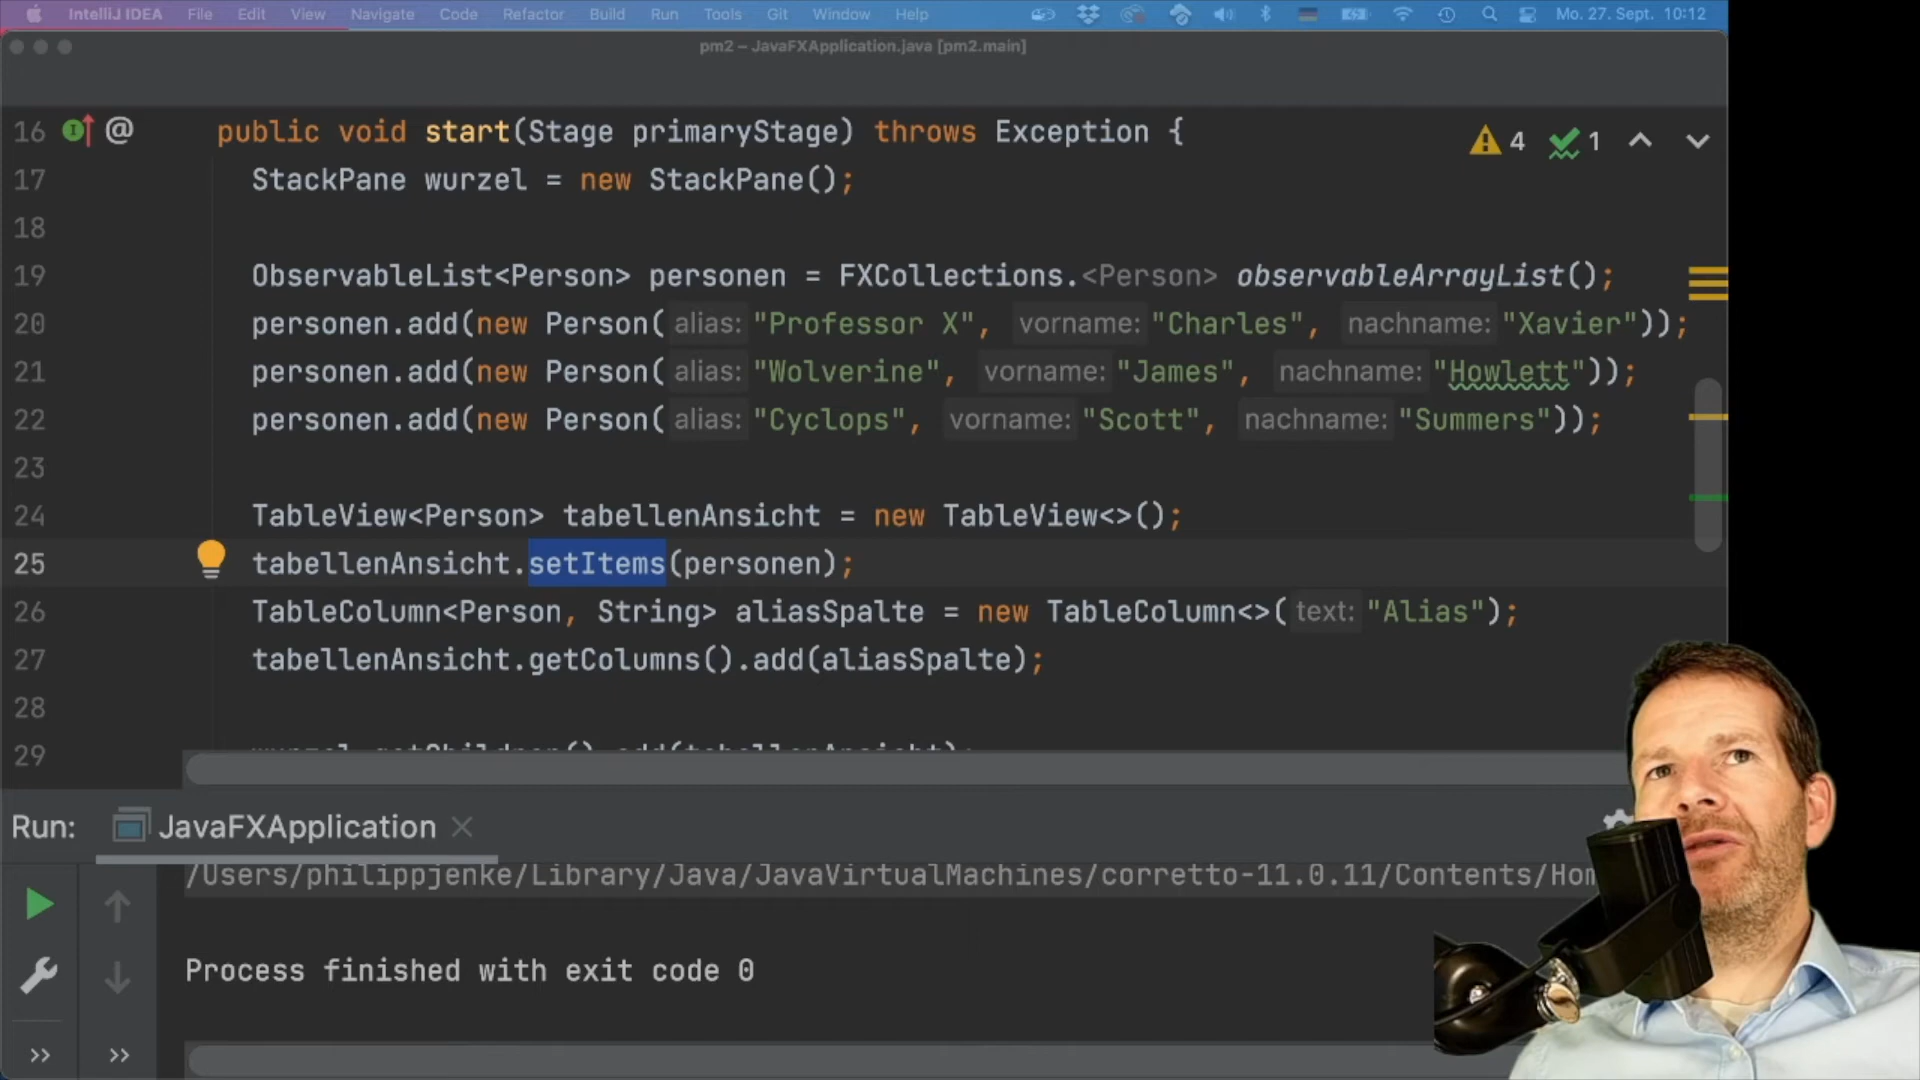 IntelliJ IDEA File Edit View Navigate Code Refactor Build Run Tools Git Window Help Mo. 27. Sept. 10:12
pm2 – JavaFXApplication.java [pm2.main]
16 @ public void start(Stage primaryStage) throws Exception { 4 1
17 StackPane wurzel = new StackPane();
18
19 ObservableList<Person> personen = FXCollections.<Person> observableArrayList();
20 personen.add(new Person( alias: "Professor X", vorname: "Charles", nachname: "Xavier"));
21 personen.add(new Person( alias: "Wolverine", vorname: "James", nachname: "Howlett"));
22 personen.add(new Person( alias: "Cyclops", vorname: "Scott", nachname: "Summers"));
23
24 TableView<Person> tabellenAnsicht = new TableView<>();
25 tabellenAnsicht.setItems(personen);
26 TableColumn<Person, String> aliasSpalte = new TableColumn<>( text: "Alias");
27 tabellenAnsicht.getColumns().add(aliasSpalte);
28
29 wurzel.getChildren().add(tabellenAnsicht);
Run: JavaFXApplication
/Users/philippjenke/Library/Java/JavaVirtualMachines/corretto-11.0.11/Contents/Hom
Process finished with exit code 0